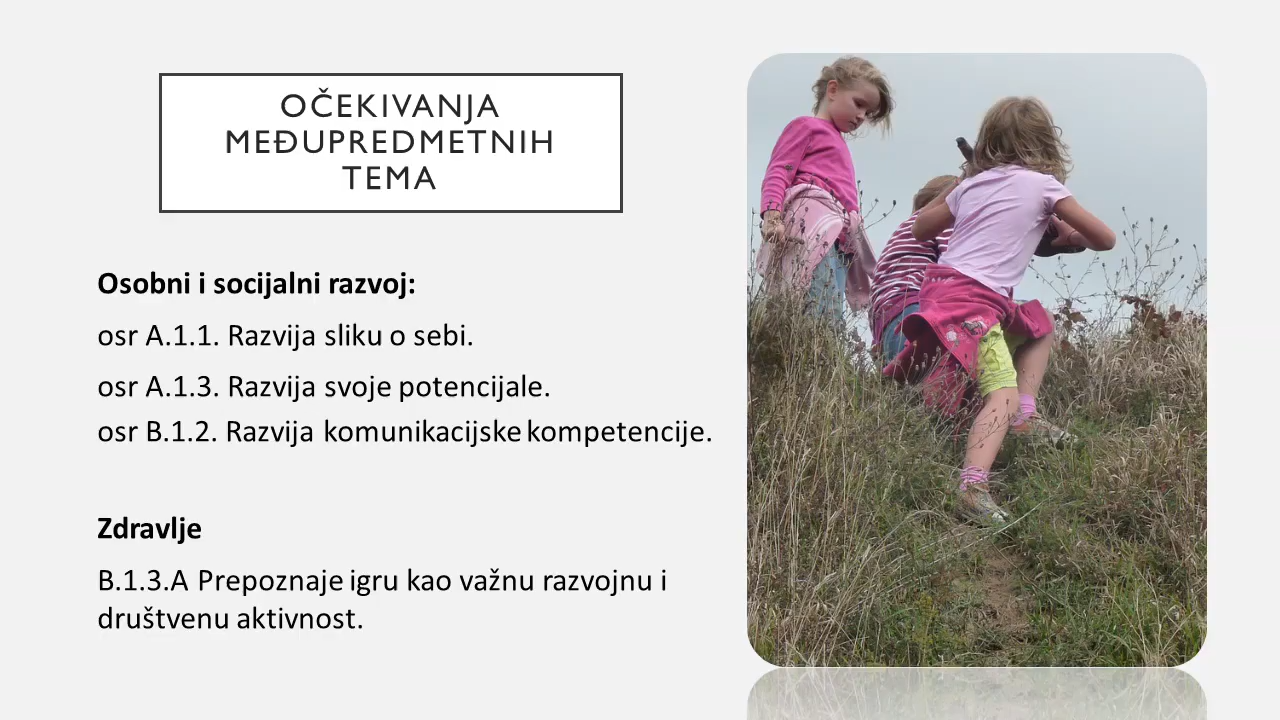 OČEKIVANJA
MEĐUPREDMETNIH
TEMA
Osobni i socijalni razvoj:
osr A.1.1. Razvija sliku o sebi.
osr A.1.3. Razvija svoje potencijale.
osr B.1.2. Razvija komunikacijske kompetencije.
Zdravlje
B.1.3.A Prepoznaje igru kao važnu razvojnu i
društvenu aktivnost.